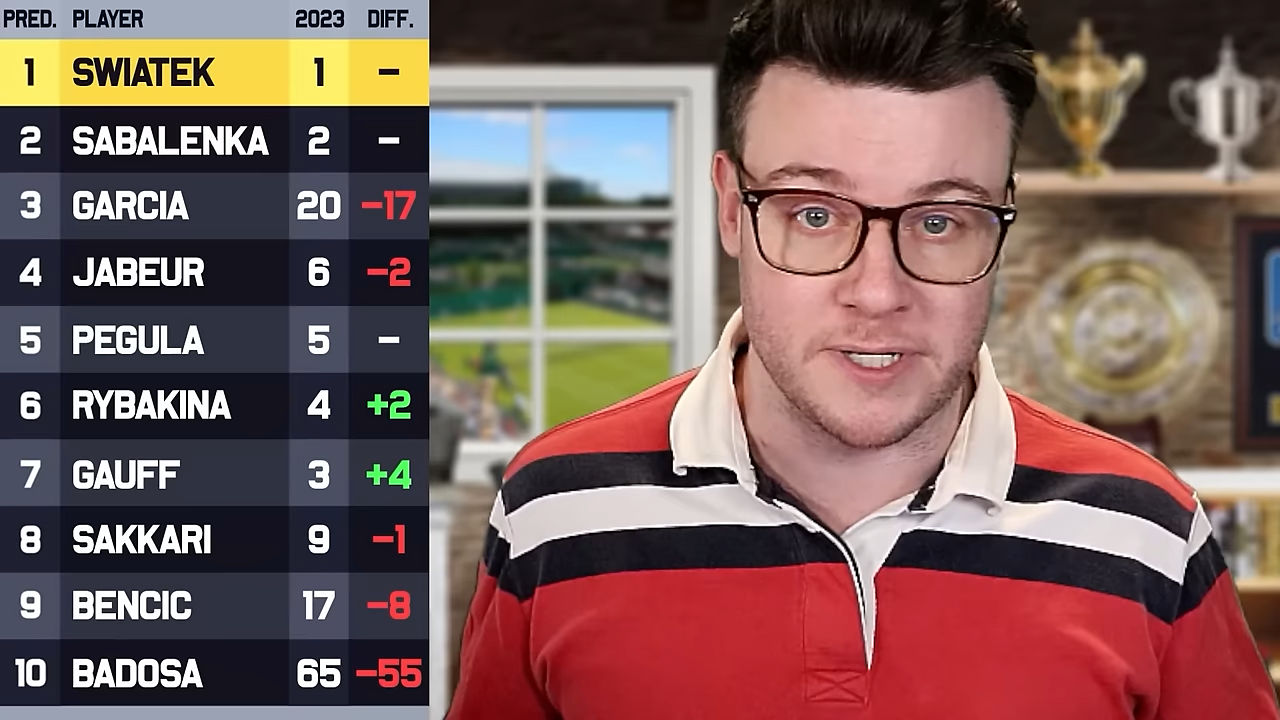 PRED. PLAYER 2023 DIFF.
1 SWIATEK 1 –
2 SABALENKA 2 –
3 GARCIA 20 –17
4 JABEUR 6 –2
5 PEGULA 5 –
6 RYBAKINA 4 +2
7 GAUFF 3 +4
8 SAKKARI 9 –1
9 BENCIC 17 –8
10 BADOSA 65 –55